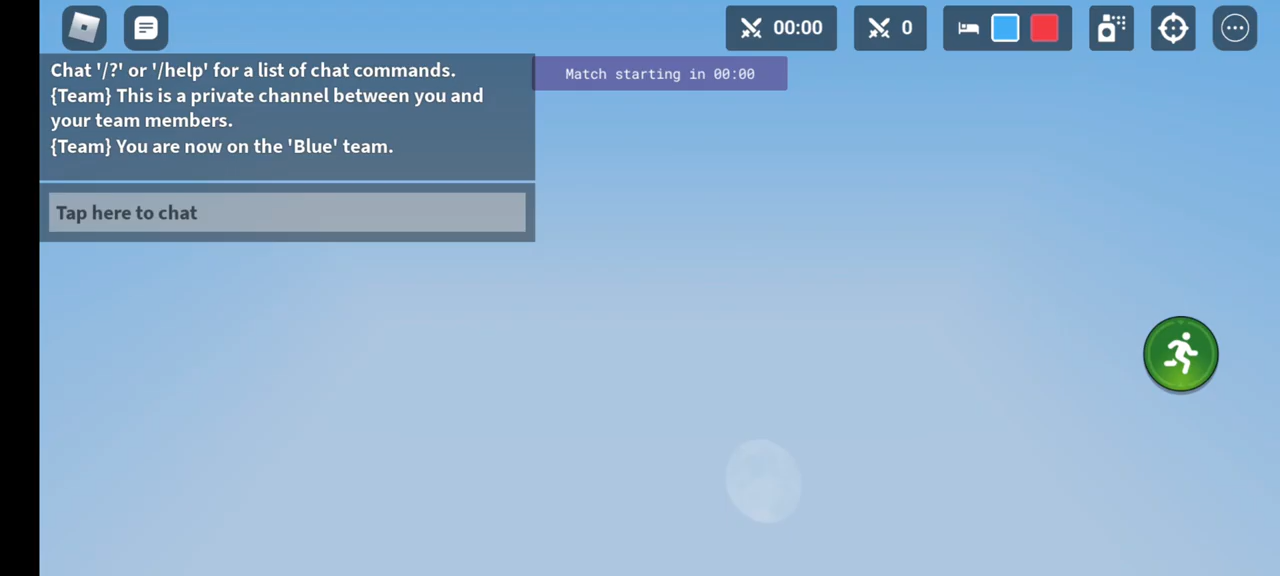 00:00
0
Chat '/?' or '/help' for a list of chat commands.
{Team} This is a private channel between you and
your team members.
{Team} You are now on the 'Blue' team.
Match starting in 00:00
Tap here to chat